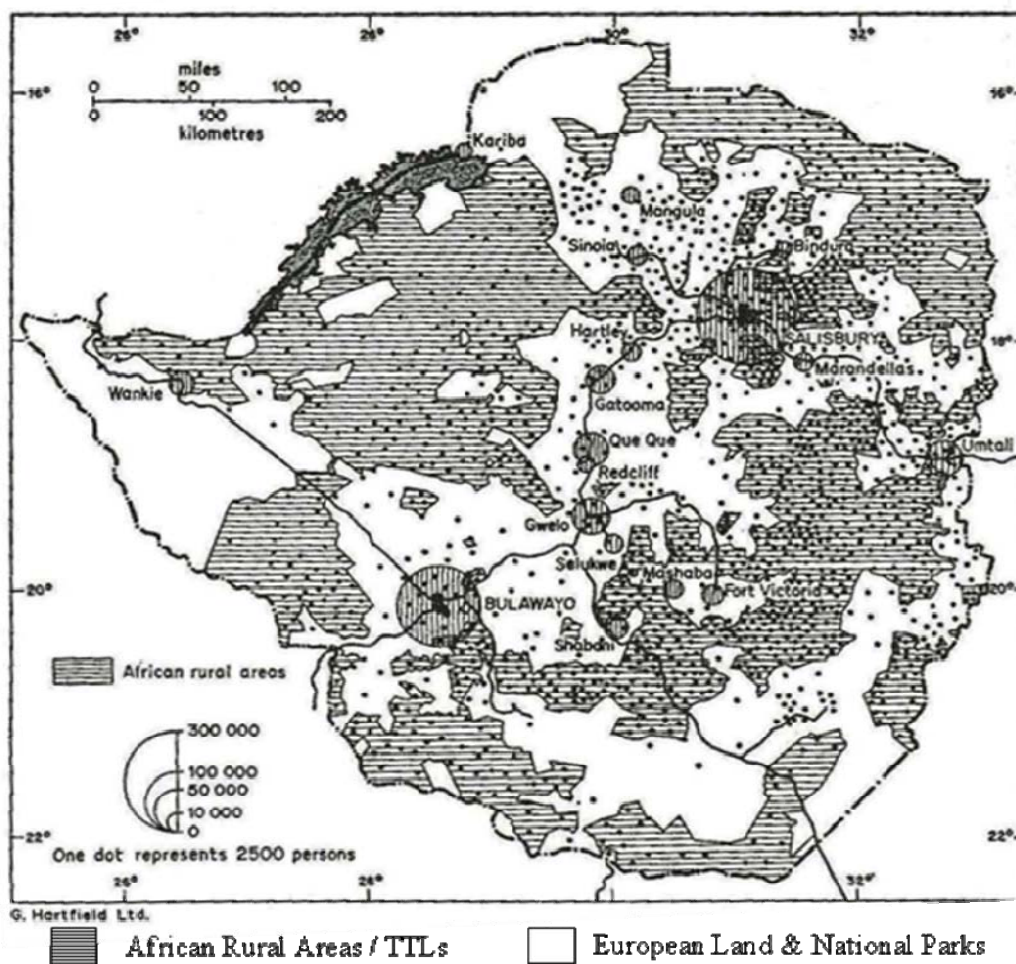 26° 28° 30° 32°
miles
0 50 100
16° 16°
0 100 200
kilometres
Kariba
Mangula
Sinoia
Bindura
Hartley
SALISBURY
18°
Marandellas
Wankie
Gatooma
Que Que
Umtali
Redcliff
Gwelo
Selukwe
Mashaba
20° BULAWAYO Fort Victoria 20°
Shabani
African rural areas
300 000
100 000
50 000
10 000
0
22° 22°
One dot represents 2500 persons
26° 28° 32°
G. Hartfield Ltd.
African Rural Areas / TTLs European Land & National Parks